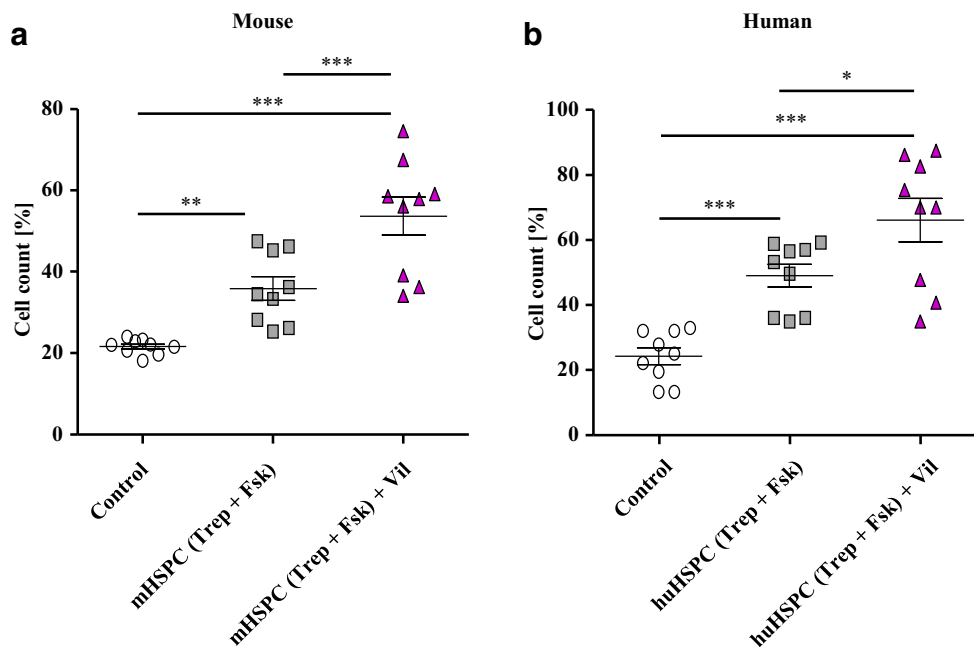 a
Mouse
***
***
**
80
60
40
20
0
Cell count [%]
Control
mHSPC (Trep + Fsk)
mHSPC (Trep + Fsk) + Vil
b
Human
*
***
***
100
80
60
40
20
0
Cell count [%]
Control
huHSPC (Trep + Fsk)
huHSPC (Trep + Fsk) + Vil